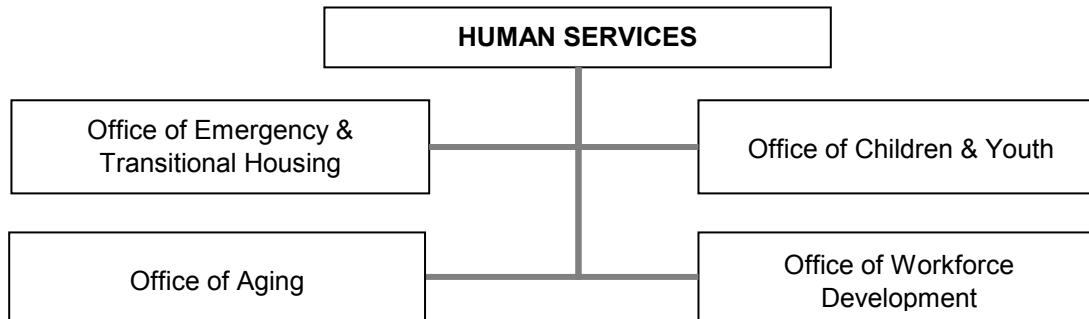 HUMAN SERVICES
Office of Emergency &
Transitional Housing
Office of Children & Youth
Office of Aging
Office of Workforce
Development